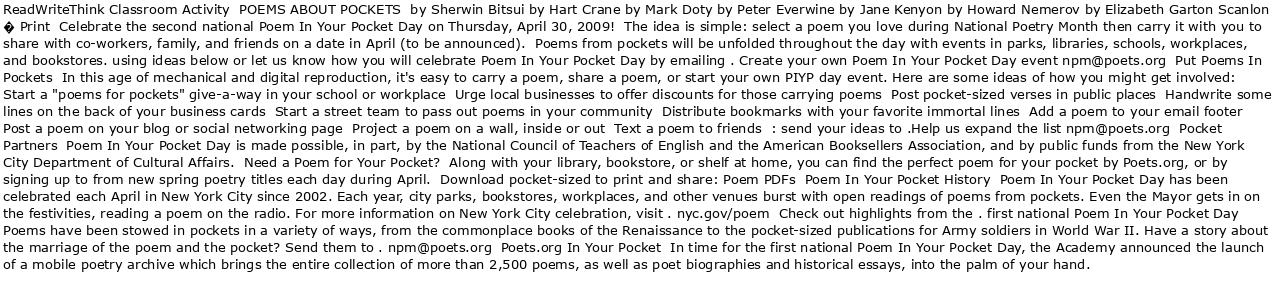 ReadWriteThink Classroom Activity  POEMS ABOUT POCKETS  by Sherwin Bitsui by Hart Crane by Mark Doty by Peter Everwine by Jane Kenyon by Howard Nemerov by Elizabeth Garton Scanlon
� Print  Celebrate the second national Poem In Your Pocket Day on Thursday, April 30, 2009!  The idea is simple: select a poem you love during National Poetry Month then carry it with you to
share with co-workers, family, and friends on a date in April (to be announced).  Poems from pockets will be unfolded throughout the day with events in parks, libraries, schools, workplaces,
and bookstores. using ideas below or let us know how you will celebrate Poem In Your Pocket Day by emailing . Create your own Poem In Your Pocket Day event npm@poets.org  Put Poems In
Pockets  In this age of mechanical and digital reproduction, it's easy to carry a poem, share a poem, or start your own PIYP day event. Here are some ideas of how you might get involved:
Start a "poems for pockets" give-a-way in your school or workplace  Urge local businesses to offer discounts for those carrying poems  Post pocket-sized verses in public places  Handwrite some
lines on the back of your business cards  Start a street team to pass out poems in your community  Distribute bookmarks with your favorite immortal lines  Add a poem to your email footer
Post a poem on your blog or social networking page  Project a poem on a wall, inside or out  Text a poem to friends  : send your ideas to .Help us expand the list npm@poets.org  Pocket
Partners  Poem In Your Pocket Day is made possible, in part, by the National Council of Teachers of English and the American Booksellers Association, and by public funds from the New York
City Department of Cultural Affairs.  Need a Poem for Your Pocket?  Along with your library, bookstore, or shelf at home, you can find the perfect poem for your pocket by Poets.org, or by
signing up to from new spring poetry titles each day during April.  Download pocket-sized to print and share: Poem PDFs  Poem In Your Pocket History  Poem In Your Pocket Day has been
celebrated each April in New York City since 2002. Each year, city parks, bookstores, workplaces, and other venues burst with open readings of poems from pockets. Even the Mayor gets in on
the festivities, reading a poem on the radio. For more information on New York City celebration, visit . nyc.gov/poem  Check out highlights from the . first national Poem In Your Pocket Day
Poems have been stowed in pockets in a variety of ways, from the commonplace books of the Renaissance to the pocket-sized publications for Army soldiers in World War II. Have a story about
the marriage of the poem and the pocket? Send them to . npm@poets.org  Poets.org In Your Pocket  In time for the first national Poem In Your Pocket Day, the Academy announced the launch
of a mobile poetry archive which brings the entire collection of more than 2,500 poems, as well as poet biographies and historical essays, into the palm of your hand.